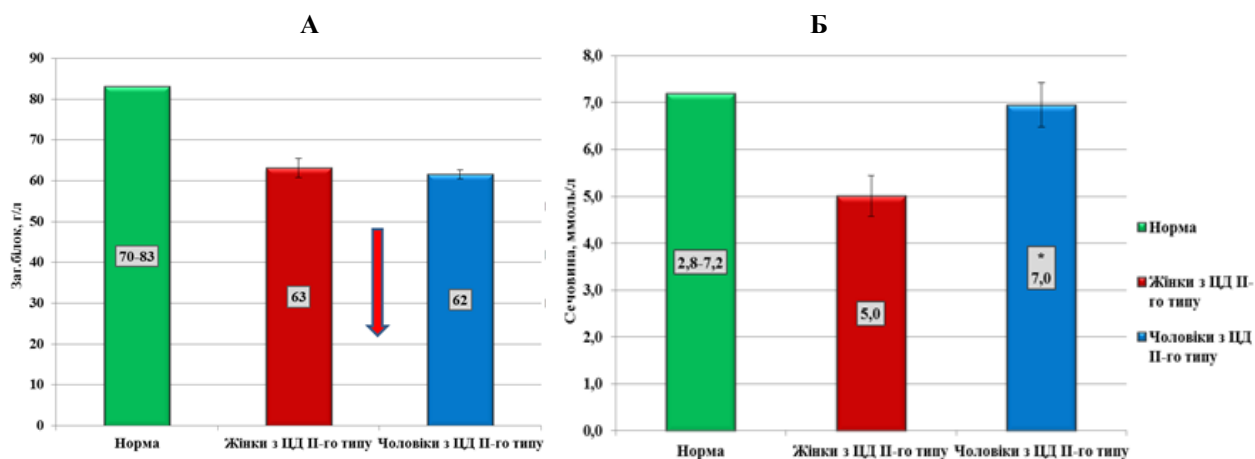 А
Заг.білок, г/л
90
80
70
60
50
40
30
20
10
0
70-83
63
62
Норма
Жінки з ЦД ІІ-го типу
Чоловіки з ЦД ІІ-го типу
Б
Сечовина, ммоль/л
8,0
7,0
6,0
5,0
4,0
3,0
2,0
1,0
0,0
2,8-7,2
5,0
*
7,0
Норма
Жінки з ЦД ІІ-го типу
Чоловіки з ЦД ІІ-го типу
Норма
Жінки з ЦД ІІ-
го типу
Чоловіки з ЦД
ІІ-го типу